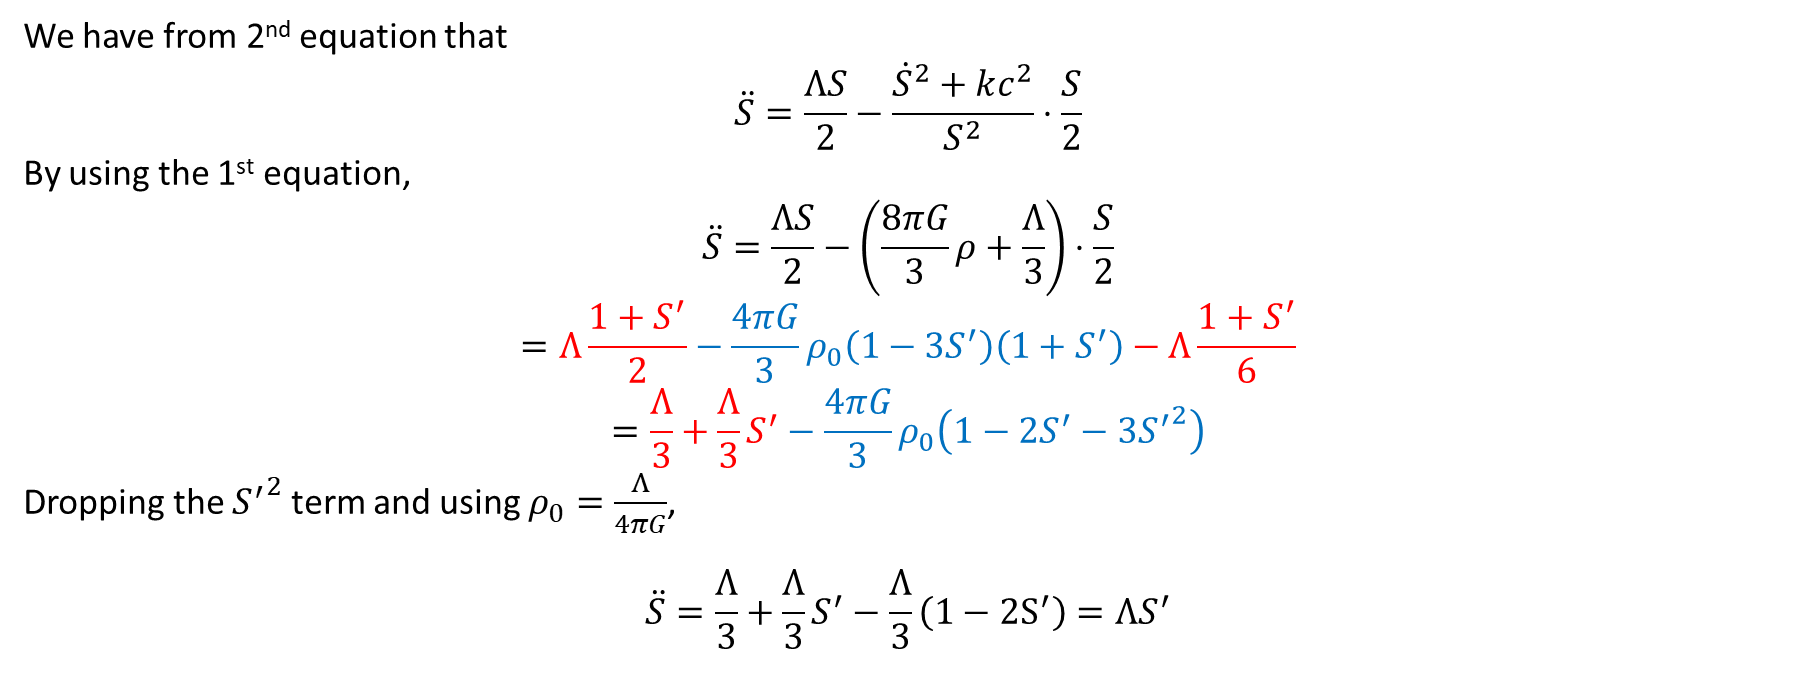 We have from 2nd equation that
S̈ = ΛS/2 − (Ṡ² + kc²)/S² · S/2
By using the 1st equation,
S̈ = ΛS/2 − (8πG/3 ρ + Λ/3) · S/2
= Λ (1 + S′)/2 − 4πG/3 ρ₀(1 − 3S′)(1 + S′) − Λ (1 + S′)/6
= Λ/3 + Λ/3 S′ − 4πG/3 ρ₀(1 − 2S′ − 3S′²)
Dropping the S′² term and using ρ₀ = Λ/4πG,
S̈ = Λ/3 + Λ/3 S′ − Λ/3 (1 − 2S′) = ΛS′